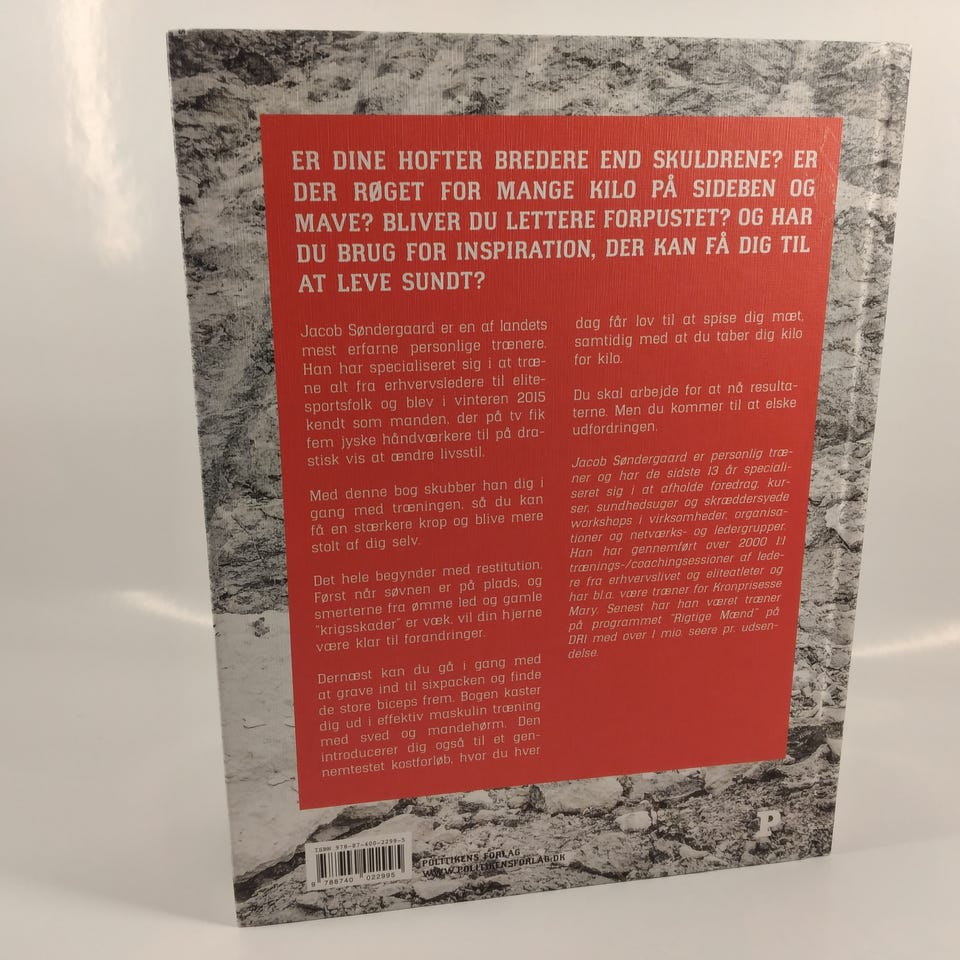 ER DINE HOFTER BREDERE END SKULDRENE? ER
DER RØGET FOR MANGE KILO PÅ SIDEBEN OG
MAVE? BLIVER DU LETTERE FORPUSTET? OG HAR
DU BRUG FOR INSPIRATION, DER KAN FÅ DIG TIL
AT LEVE SUNDT?
Jacob Søndergaard er en af landets
mest erfarne personlige trænere.
Han har specialiseret sig i at træ-
ne alt fra erhvervsledere til elite-
sportsfolk og blev i vinteren 2015
kendt som manden, der på tv fik
fem jyske håndværkere til på dra-
stisk vis at ændre livsstil.
Med denne bog skubber han dig i
gang med træningen, så du kan
få en stærkere krop og blive mere
stolt af dig selv.
Det hele begynder med restitution.
Først når søvnen er på plads, og
smerterne fra ømme led og gamle
"krigsskader" er væk, vil din hjerne
være klar til forandringer.
Dernæst kan du gå i gang med
at grave ind til sixpacken og finde
de store biceps frem. Bogen kaster
dig ud i effektiv maskulin træning
med sved og mandehørm. Den
introducerer dig også til et gen-
nemtestet kostforløb, hvor du hver
dag får lov til at spise dig mæt,
samtidig med at du taber dig kilo
for kilo.
Du skal arbejde for at nå resulta-
terne. Men du kommer til at elske
udfordringen.
Jacob Søndergaard er personlig træ-
ner og har de sidste 13 år speciali-
seret sig i at afholde foredrag, kur-
ser, sundhedsuger og skræddersyede
workshops i virksomheder, organisa-
tioner og netværks- og ledergrupper.
Han har gennemført over 2000 1:1
trænings-/coachingsessioner af lede-
re fra erhvervslivet og eliteatleter og
har bl.a. være træner for Kronprisesse
Mary. Senest har han været træner
på programmet "Rigtige Mænd" på
DR1 med over 1 mio. seere pr. udsen-
delse.
P
ISBN 978-87-400-2299-5
9 788740 022995
POLITIKENS FORLAG
WWW.POLITIKENSFORLAG.DK